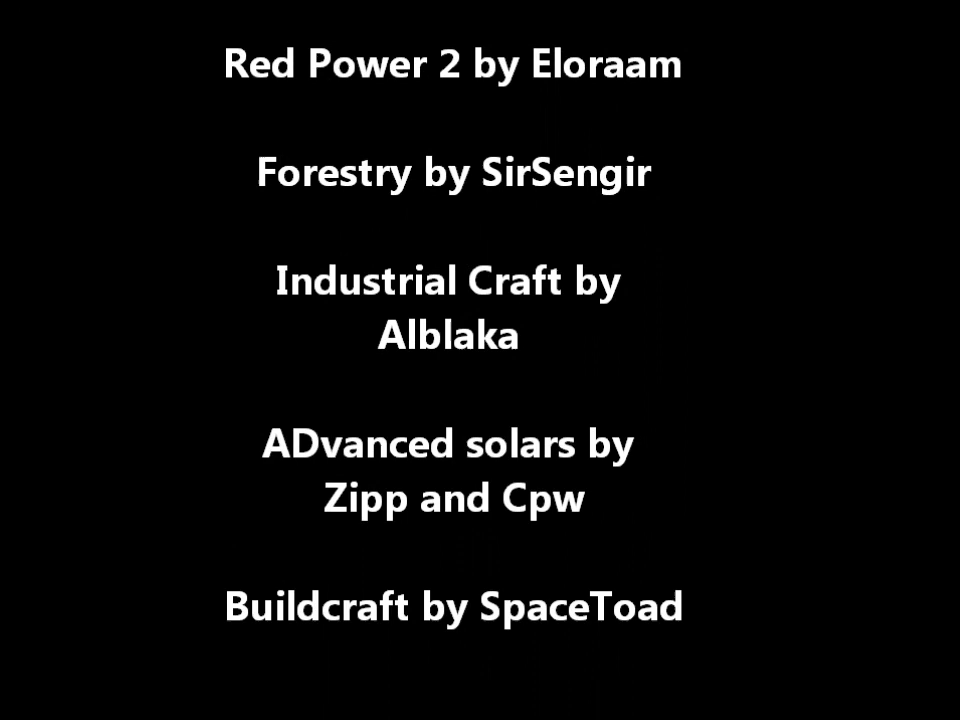 Red Power 2 by Eloraam
Forestry by SirSengir
Industrial Craft by
Alblaka
ADvanced solars by
Zipp and Cpw
Buildcraft by SpaceToad